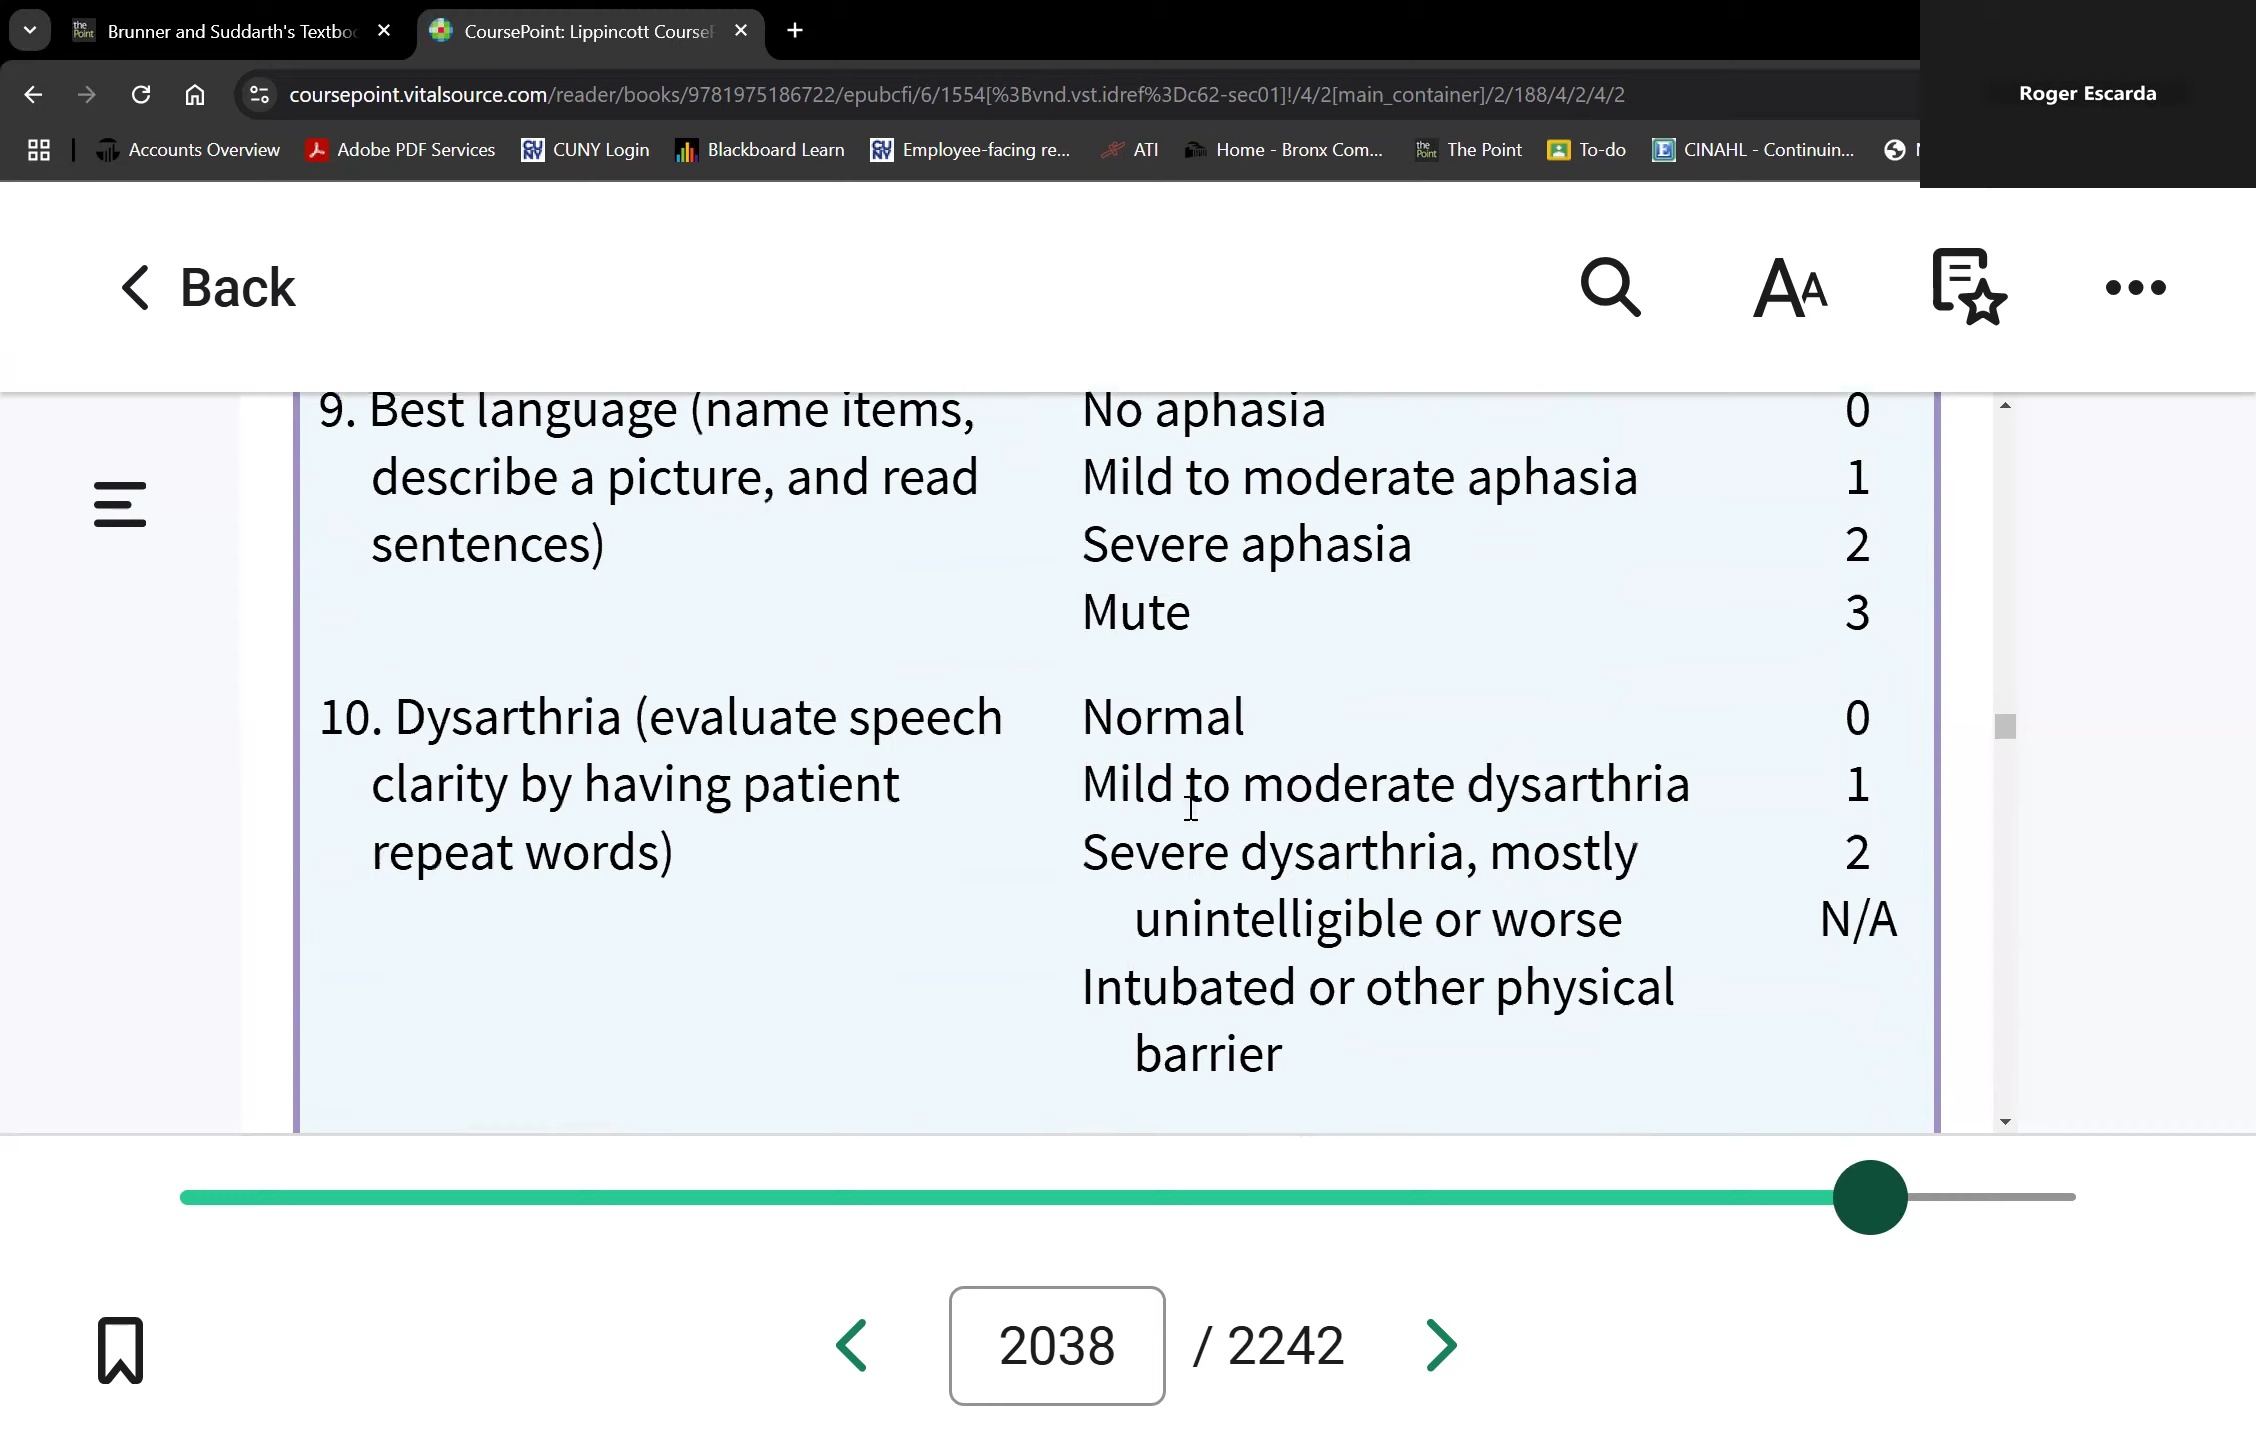 Brunner and Suddarth's Textbo
CoursePoint: Lippincott Course
coursepoint.vitalsource.com/reader/books/9781975186722/epubcfi/6/1554[%3Bvnd.vst.idref%3Dc62-sec01]!/4/2[main_container]/2/188/4/2/4/2
Roger Escarda
Accounts Overview
Adobe PDF Services
CUNY Login
Blackboard Learn
Employee-facing re...
ATI
Home - Bronx Com...
the Point
The Point
To-do
CINAHL - Continuin...
Back
AA
9. Best language (name items, No aphasia 0
describe a picture, and read Mild to moderate aphasia 1
sentences) Severe aphasia 2
Mute 3
10. Dysarthria (evaluate speech Normal 0
clarity by having patient Mild to moderate dysarthria 1
repeat words) Severe dysarthria, mostly 2
unintelligible or worse N/A
Intubated or other physical
barrier
2038 / 2242